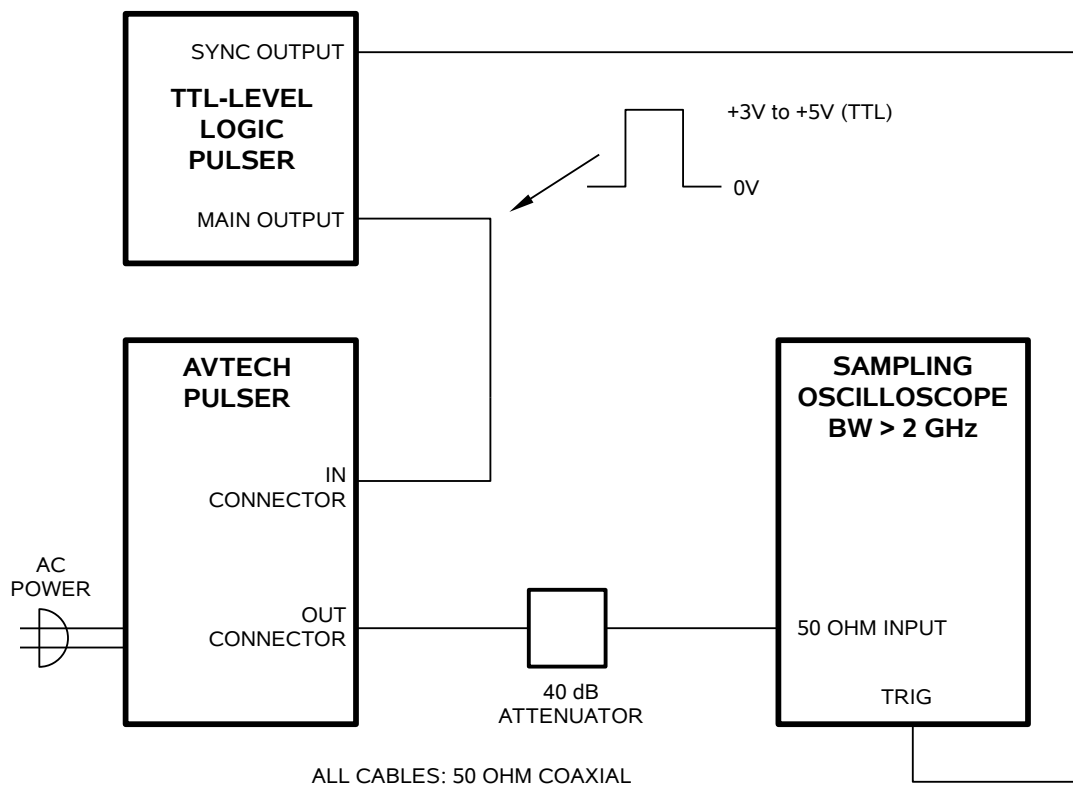 SYNC OUTPUT
TTL-LEVEL
LOGIC
PULSER
MAIN OUTPUT
+3V to +5V (TTL)
0V
AVTECH
PULSER
IN
CONNECTOR
OUT
CONNECTOR
AC
POWER
40 dB
ATTENUATOR
SAMPLING
OSCILLOSCOPE
BW > 2 GHz
50 OHM INPUT
TRIG
ALL CABLES: 50 OHM COAXIAL